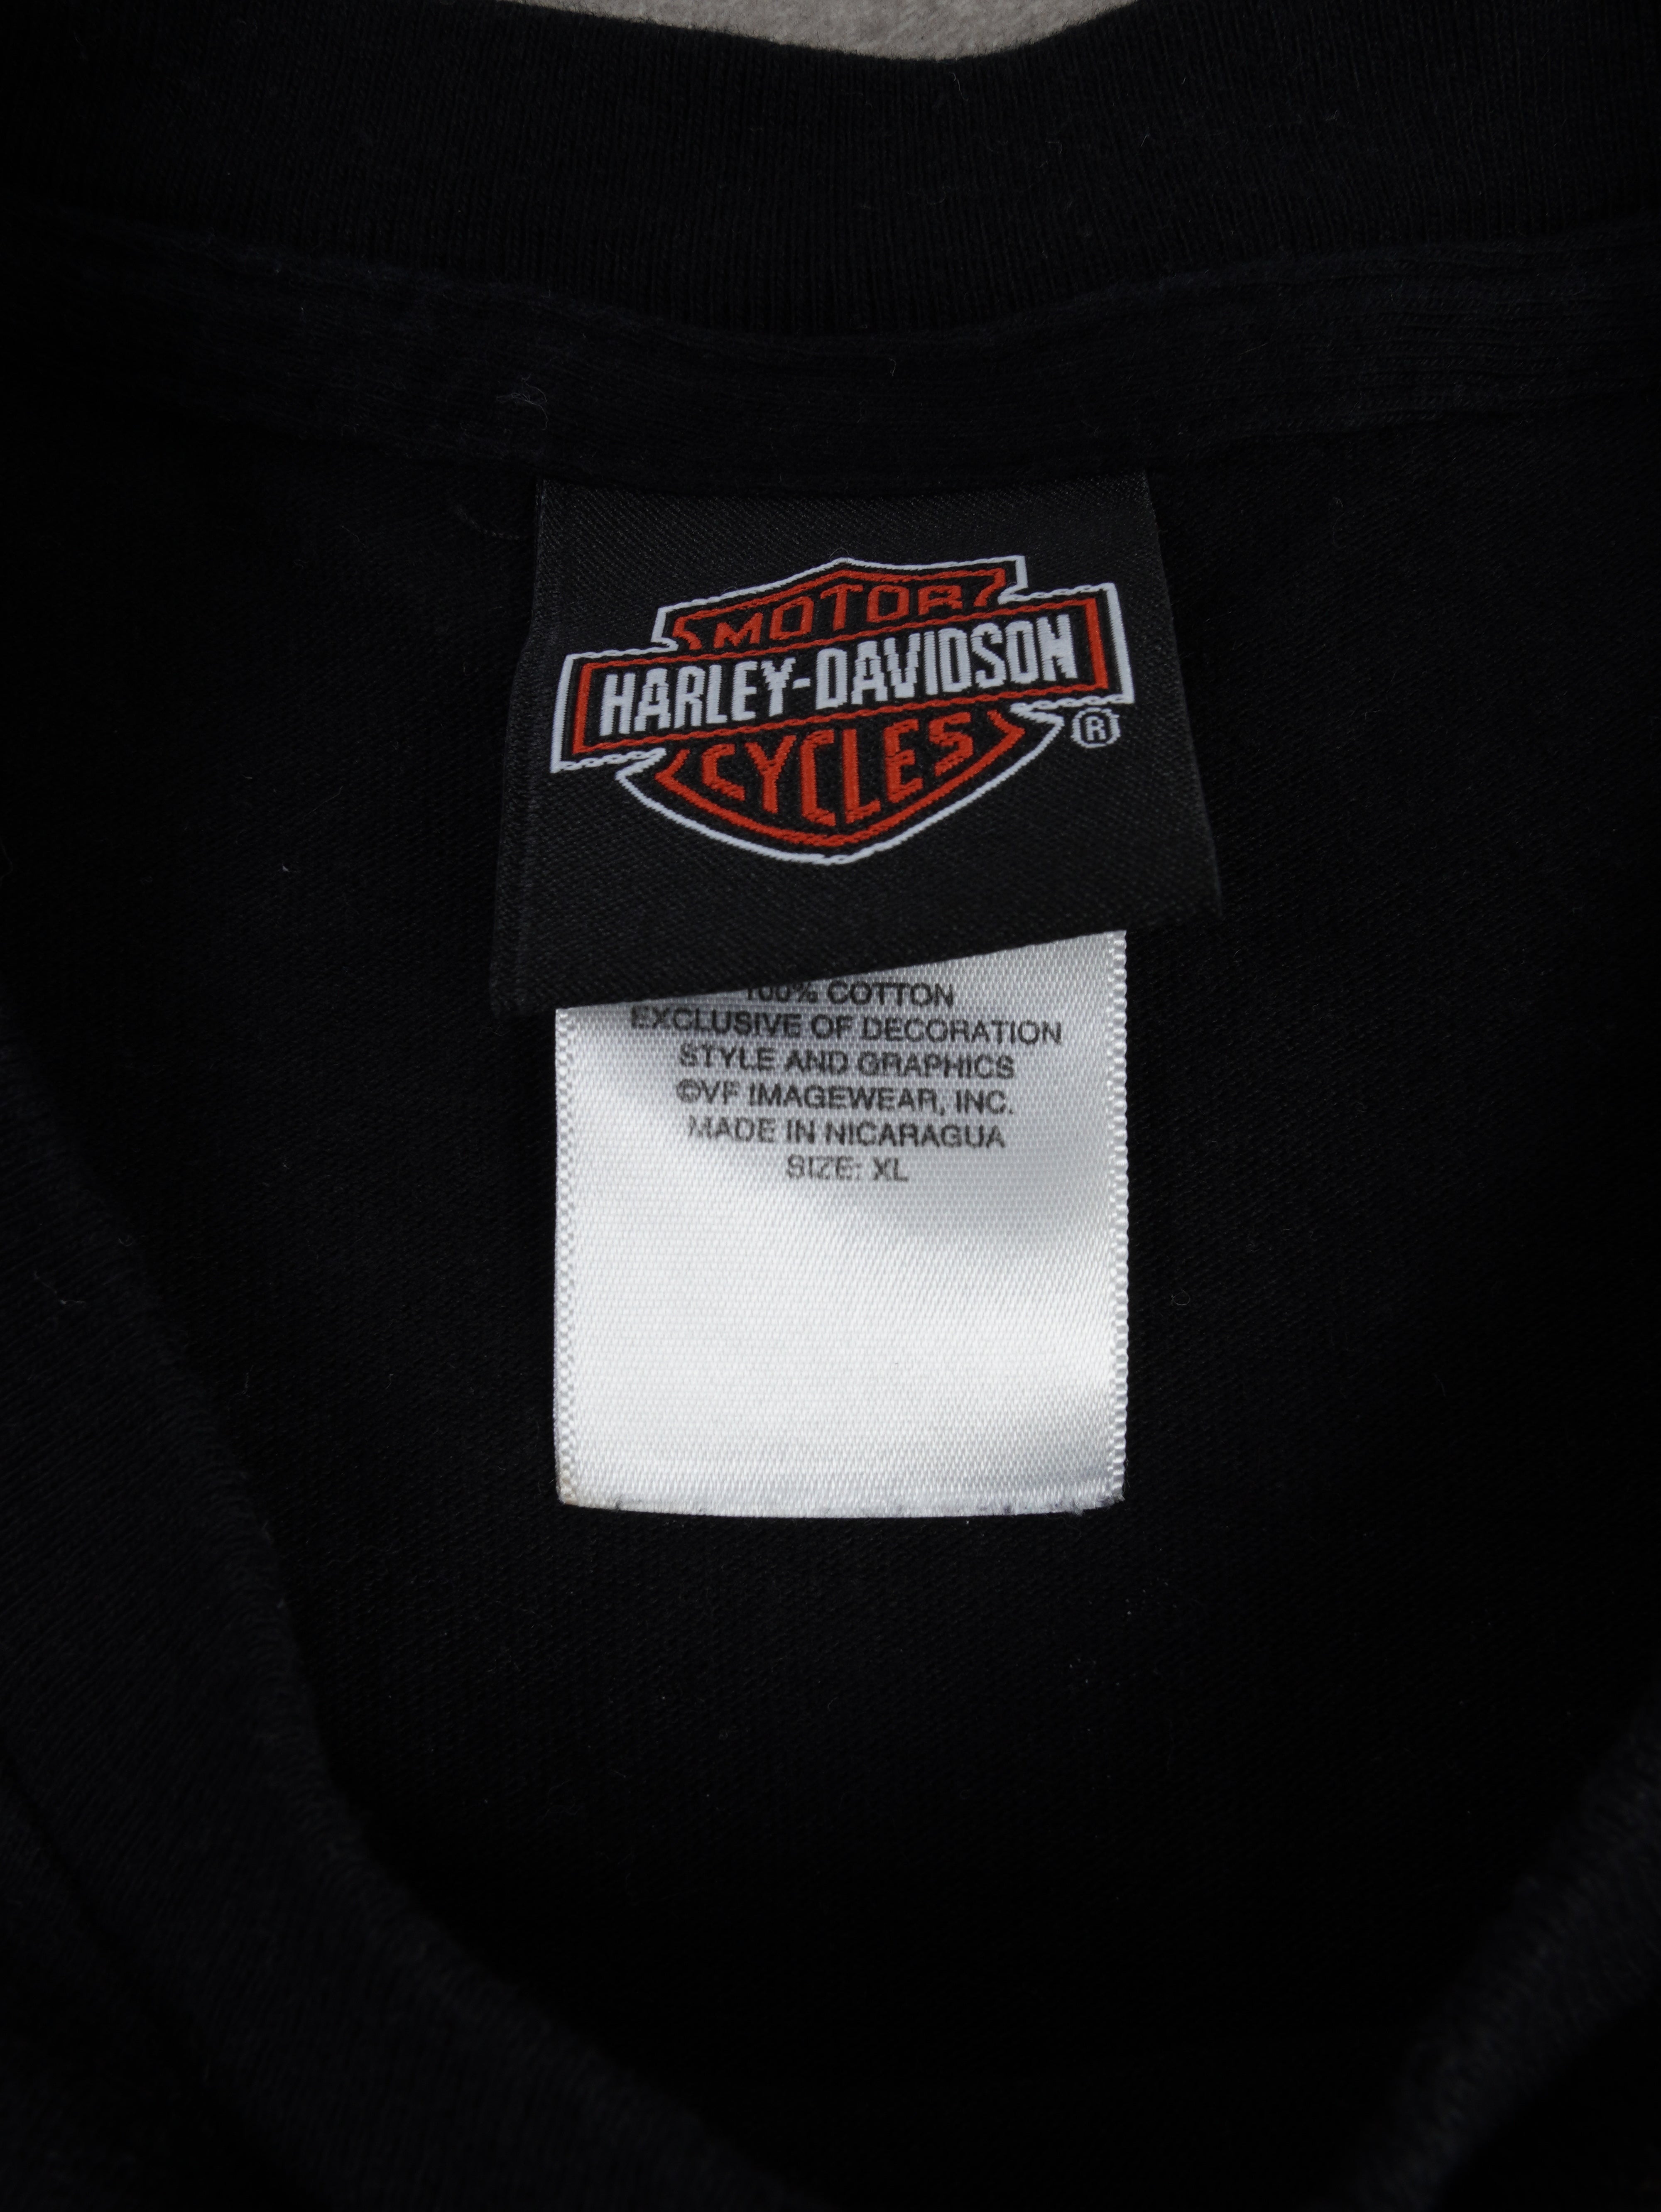 MOTOR
HARLEY-DAVIDSON
CYCLES
®
100% COTTON
EXCLUSIVE OF DECORATION
STYLE AND GRAPHICS
©VF IMAGEWEAR, INC.
MADE IN NICARAGUA
SIZE: XL